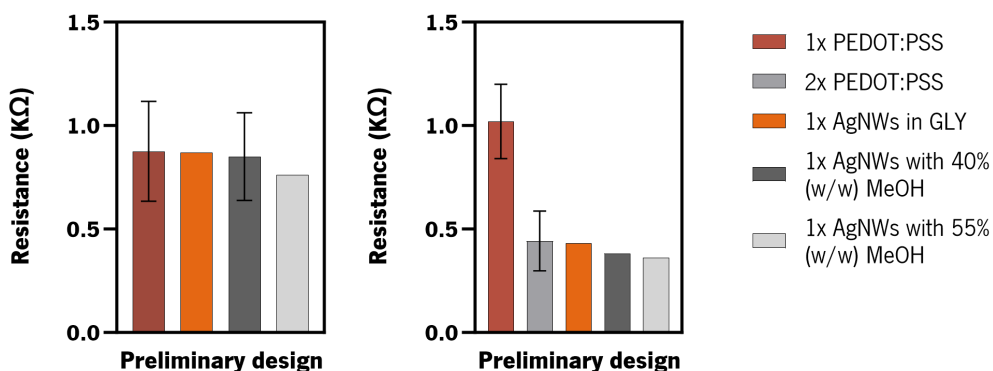 1.5
1.0
0.5
0.0
Resistance (KΩ)
Preliminary design
1.5
1.0
0.5
0.0
Resistance (KΩ)
Preliminary design
1x PEDOT:PSS
2x PEDOT:PSS
1x AgNWs in GLY
1x AgNWs with 40%
(w/w) MeOH
1x AgNWs with 55%
(w/w) MeOH